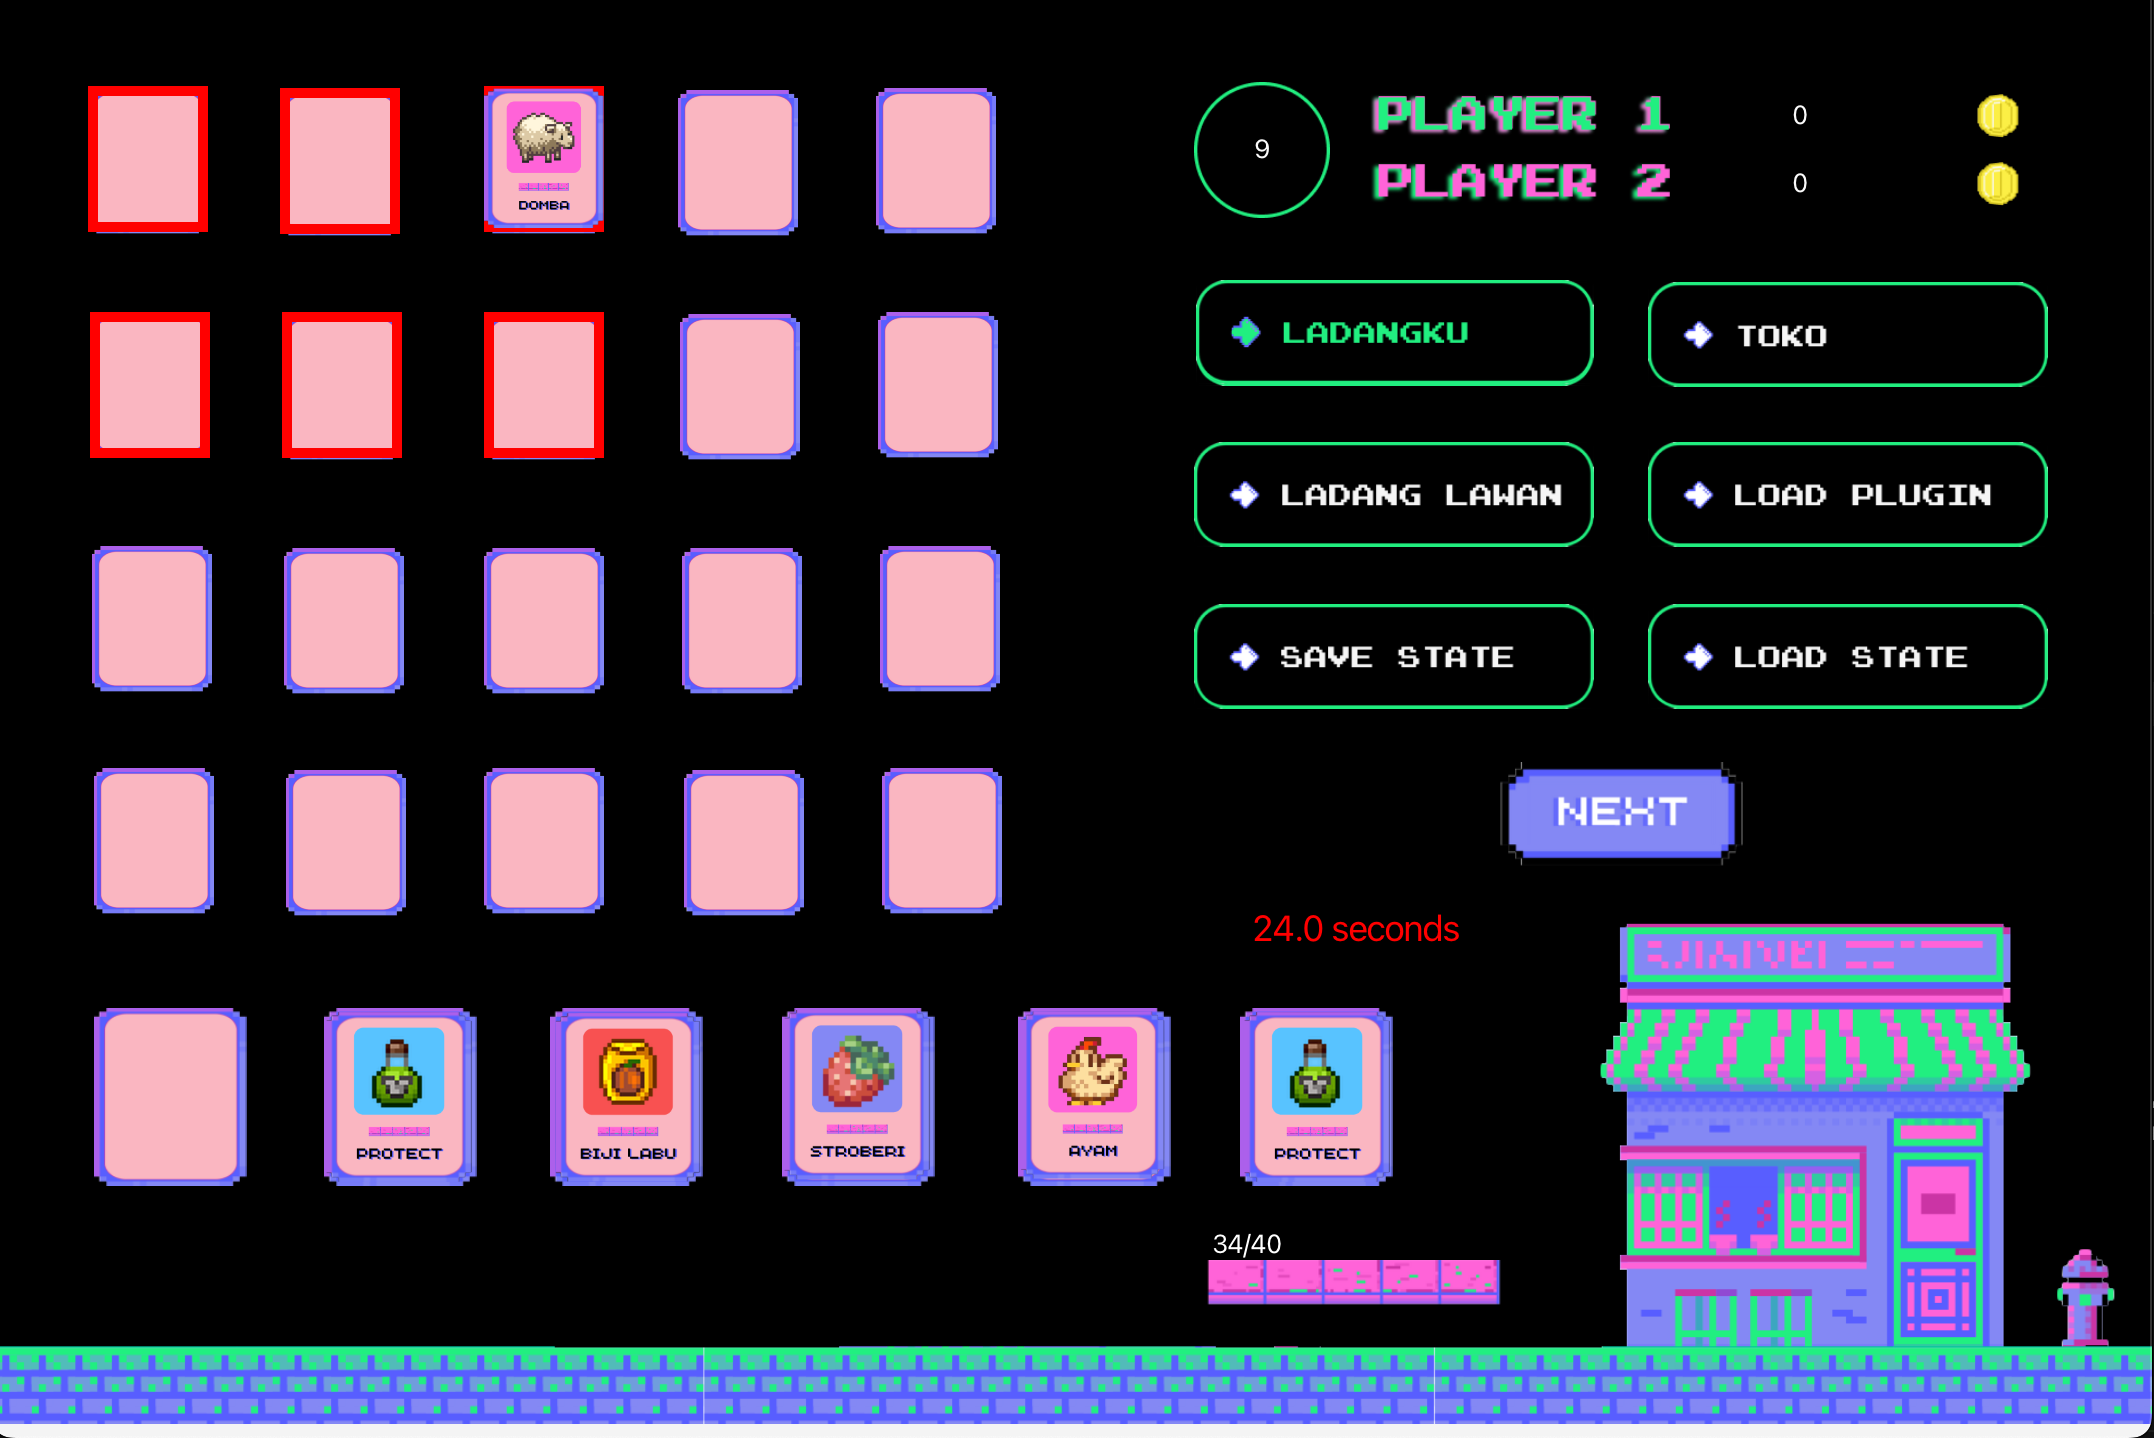 DOMBA
9
PLAYER 1 0
PLAYER 2 0
LADANGKU
TOKO
LADANG LAWAN
LOAD PLUGIN
SAVE STATE
LOAD STATE
NEXT
24.0 seconds
PROTECT
BIJI LABU
STROBERI
AYAM
PROTECT
34/40